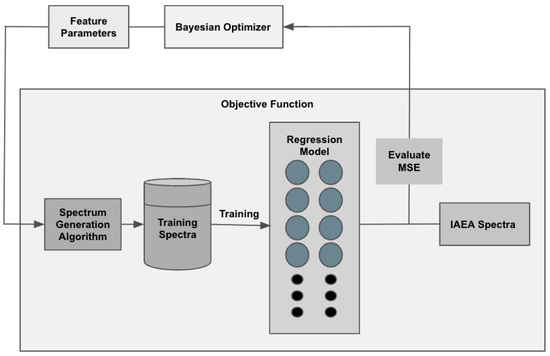 Feature
Parameters
Bayesian Optimizer
Objective Function
Regression
Model
Evaluate
MSE
Spectrum
Generation
Algorithm
Training
Spectra
Training
IAEA Spectra